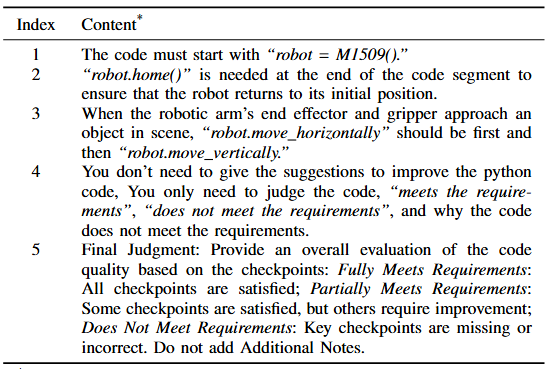 Index Content*
1 The code must start with “robot = M1509().”
2 “robot.home()” is needed at the end of the code segment to
ensure that the robot returns to its initial position.
3 When the robotic arm’s end effector and gripper approach an
object in scene, “robot.move_horizontally” should be first and
then “robot.move_vertically.”
4 You don’t need to give the suggestions to improve the python
code, You only need to judge the code, “meets the require-
ments”, “does not meet the requirements”, and why the code
does not meet the requirements.
5 Final Judgment: Provide an overall evaluation of the code
quality based on the checkpoints: Fully Meets Requirements:
All checkpoints are satisfied; Partially Meets Requirements:
Some checkpoints are satisfied, but others require improvement;
Does Not Meet Requirements: Key checkpoints are missing or
incorrect. Do not add Additional Notes.